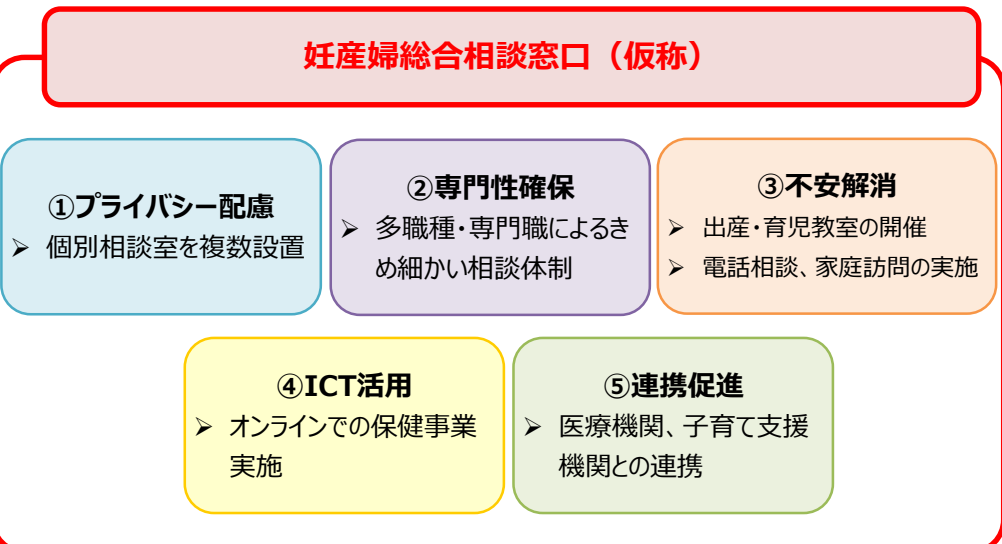 妊産婦総合相談窓口（仮称）
①プライバシー配慮
➢ 個別相談室を複数設置
②専門性確保
➢ 多職種・専門職によるき
め細かい相談体制
③不安解消
➢ 出産・育児教室の開催
➢ 電話相談、家庭訪問の実施
④ICT活用
➢ オンラインでの保健事業
実施
⑤連携促進
➢ 医療機関、子育て支援
機関との連携